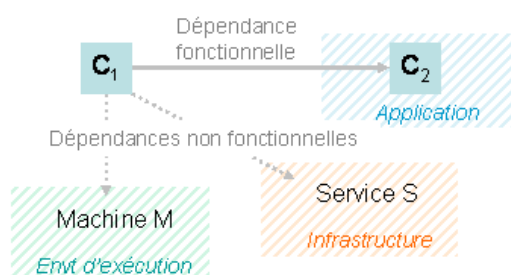 Dépendance
fonctionnelle
C1
C2
Application
Dépendances non fonctionnelles
Machine M
Service S
Envt d'exécution
Infrastructure